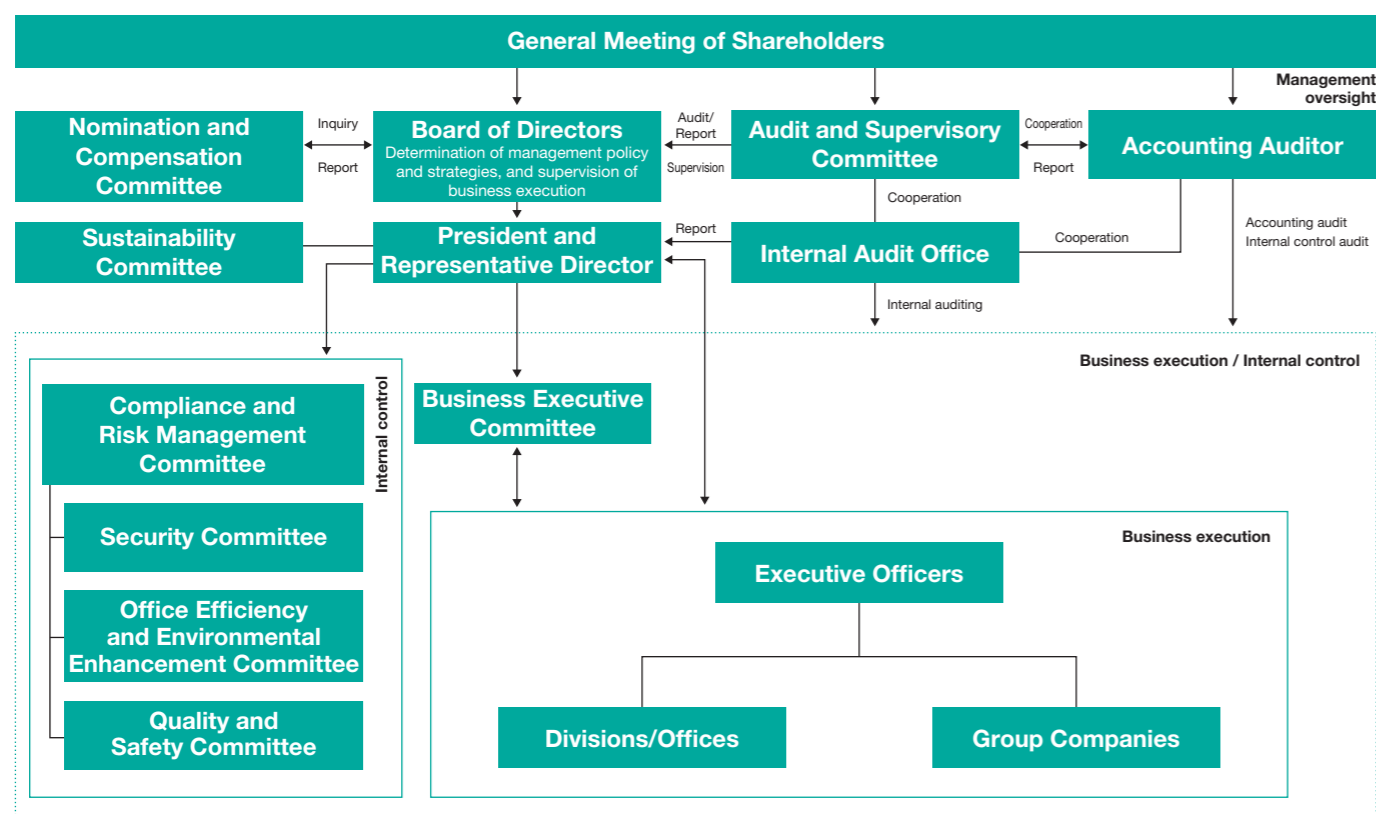 General Meeting of Shareholders
Management
oversight
Nomination and
Compensation
Committee
Inquiry
Report
Board of Directors
Determination of management policy
and strategies, and supervision of
business execution
Audit/
Report
Supervision
Audit and Supervisory
Committee
Cooperation
Report
Accounting Auditor
Cooperation
Accounting audit
Internal control audit
Sustainability
Committee
President and
Representative Director
Report
Internal Audit Office
Cooperation
Internal auditing
Business execution / Internal control
Internal control
Compliance and
Risk Management
Committee
Security Committee
Office Efficiency
and Environmental
Enhancement Committee
Quality and
Safety Committee
Business Executive
Committee
Business execution
Executive Officers
Divisions/Offices
Group Companies